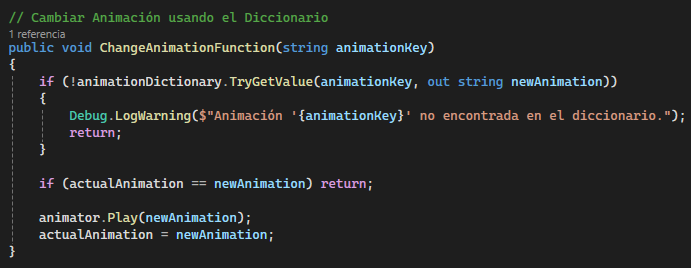 // Cambiar Animación usando el Diccionario
1 referencia
public void ChangeAnimationFunction(string animationKey)
{
if (!animationDictionary.TryGetValue(animationKey, out string newAnimation))
{
Debug.LogWarning($"Animación '{animationKey}' no encontrada en el diccionario.");
return;
}
if (actualAnimation == newAnimation) return;
animator.Play(newAnimation);
actualAnimation = newAnimation;
}